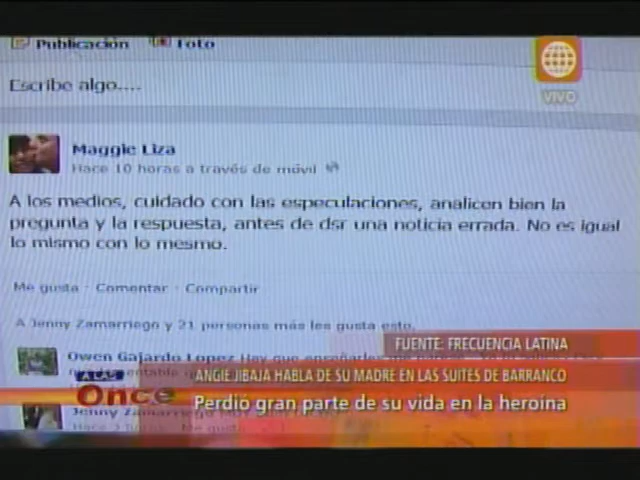 Publicación Foto
Escribe algo....
VIVO
Maggie Liza
Hace 10 horas a través de móvil
A los medios, cuidado con las especulaciones, analicen bien la
pregunta y la respuesta, antes de dsr una noticia errada. No es igual
lo mismo con lo mesmo.
Me gusta · Comentar · Compartir
A Jenny Zamarriego y 21 personas más les gusta esto.
FUENTE: FRECUENCIA LATINA
Owen Gajardo Lopez Hay que
A LAS
Once
ANGIE JIBAJA HABLA DE SU MADRE EN LAS SUITES DE BARRANCO
Perdió gran parte de su vida en la heroína
Jenny Zamarriego
Hace